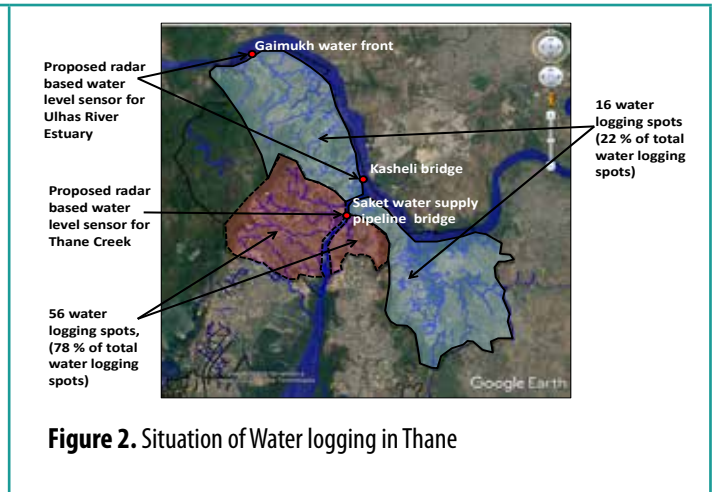 Gaimukh water front
Proposed radar
based water
level sensor for
Ulhas River
Estuary
16 water
logging spots
(22 % of total
water logging
spots)
Kasheli bridge
Proposed radar
based water
level sensor for
Thane Creek
Saket water supply
pipeline bridge
56 water
logging spots,
(78 % of total
water logging
spots)
Google Earth
Figure 2. Situation of Water logging in Thane